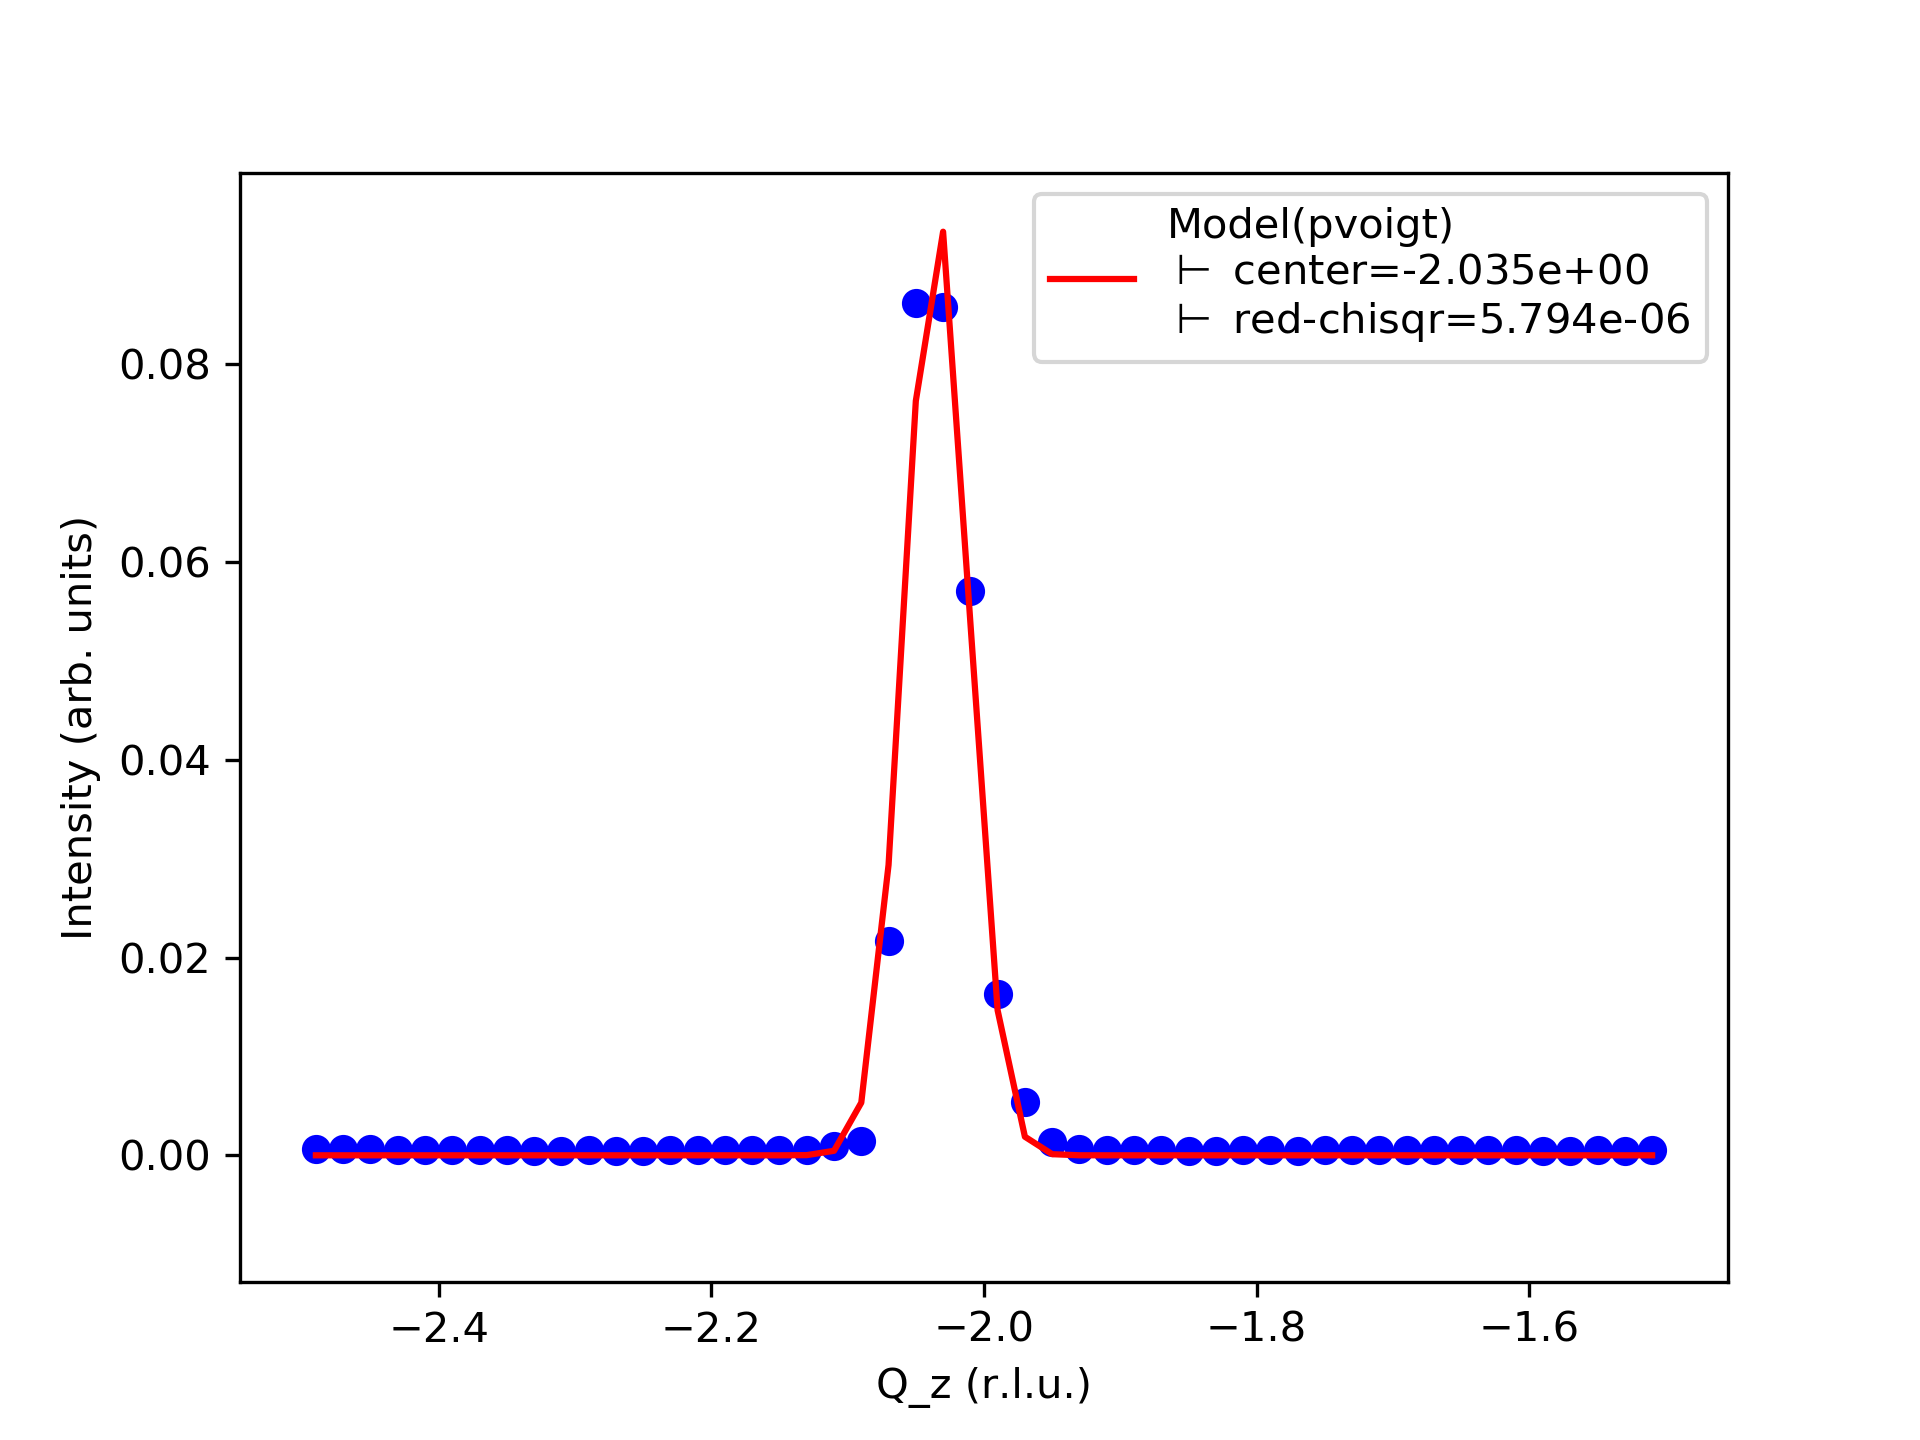 Model(pvoigt)
⊢ center=-2.035e+00
⊢ red-chisqr=5.794e-06
Intensity (arb. units)
0.08
0.06
0.04
0.02
0.00
−2.4 −2.2 −2.0 −1.8 −1.6
Q_z (r.l.u.)